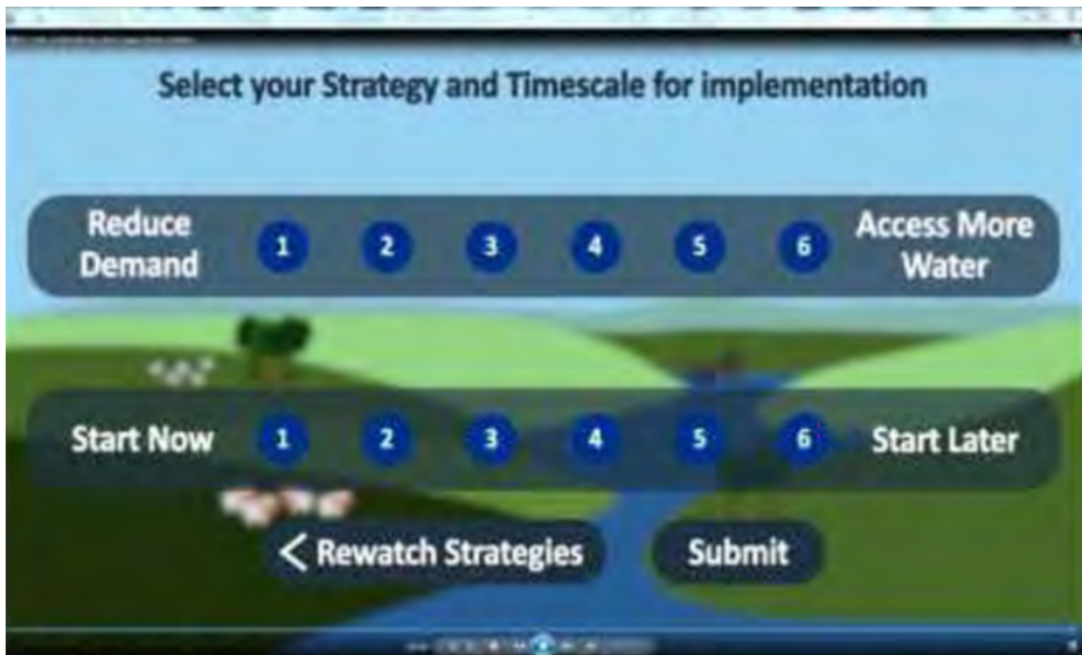 Select your Strategy and Timescale for implementation
Reduce
Demand
1 2 3 4 5 6
Access More
Water
Start Now 1 2 3 4 5 6 Start Later
< Rewatch Strategies
Submit